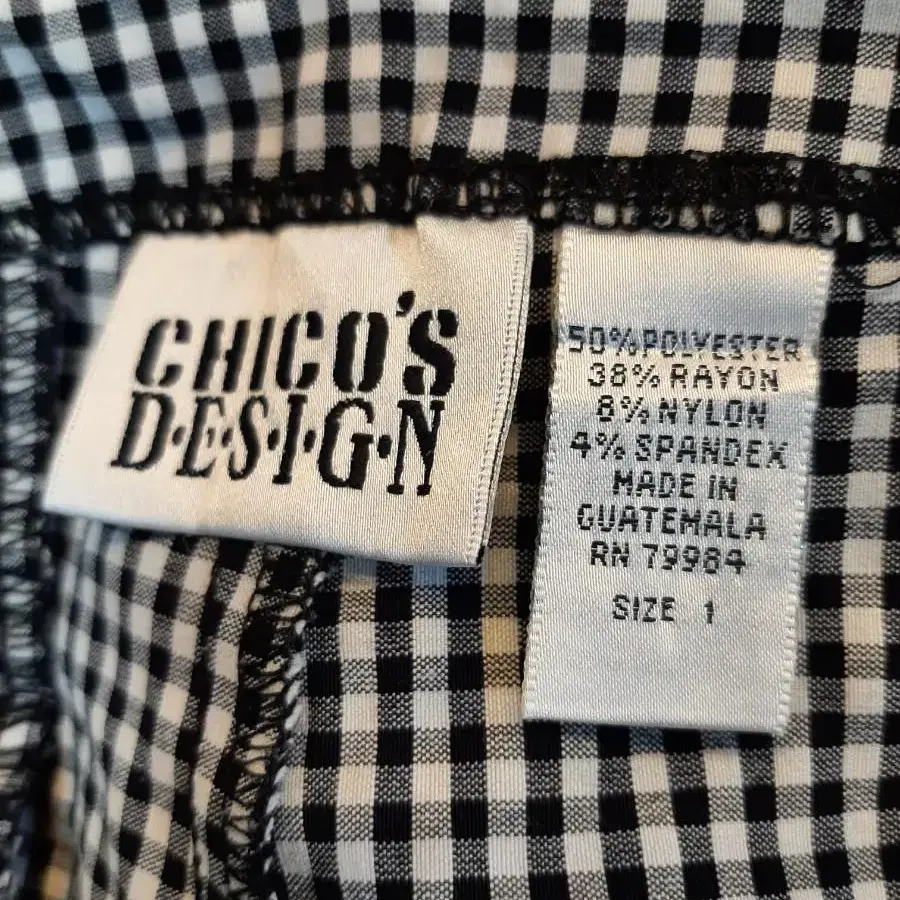 CHICO'S
D·E·S·I·G·N
50% POLYESTER
38% RAYON
8% NYLON
4% SPANDEX
MADE IN
GUATEMALA
RN 79984
SIZE 1